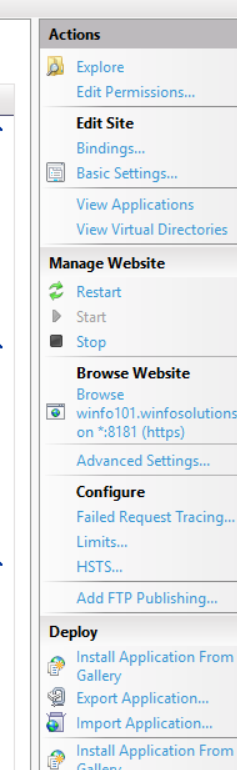 Actions
Explore
Edit Permissions...
Edit Site
Bindings...
Basic Settings...
View Applications
View Virtual Directories
Manage Website
Restart
Start
Stop
Browse Website
Browse
winfo101.winfosolutions
on *:8181 (https)
Advanced Settings...
Configure
Failed Request Tracing...
Limits...
HSTS...
Add FTP Publishing...
Deploy
Install Application From
Gallery
Export Application...
Import Application...
Install Application From
Gallery